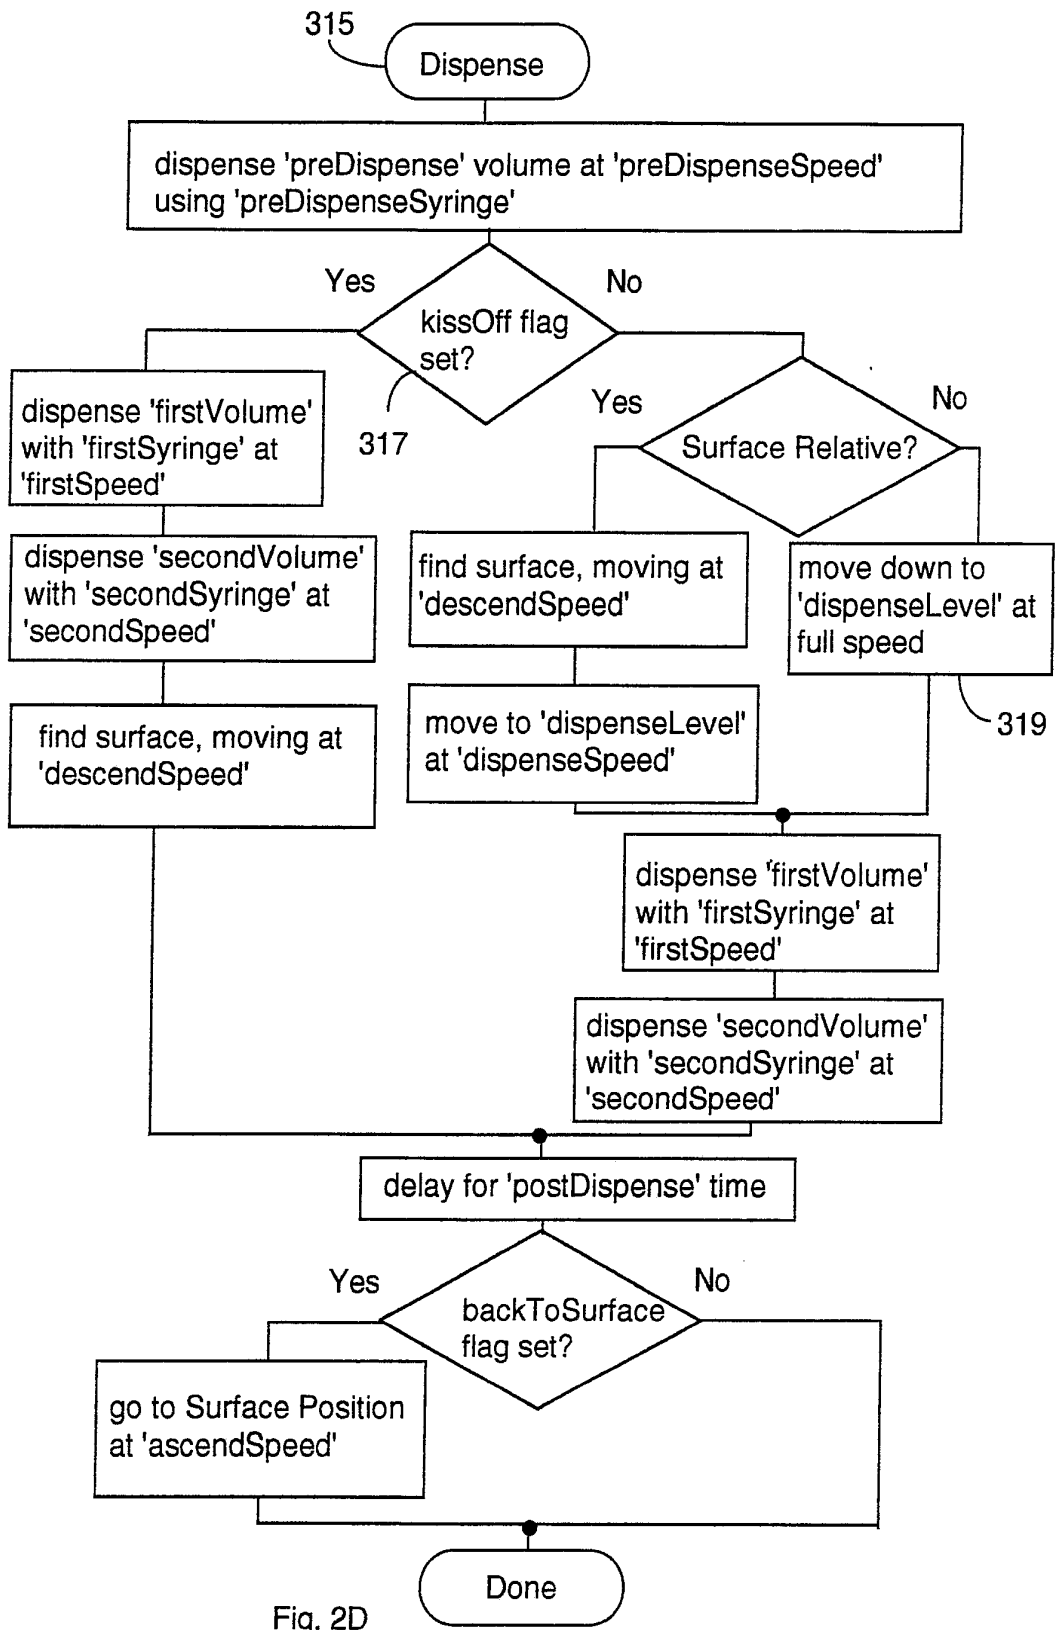 315
Dispense
dispense 'preDispense' volume at 'preDispenseSpeed'
using 'preDispenseSyringe'
Yes
No
kissOff flag
set?
317
dispense 'firstVolume'
with 'firstSyringe' at
'firstSpeed'
dispense 'secondVolume'
with 'secondSyringe' at
'secondSpeed'
find surface, moving at
'descendSpeed'
Yes
No
Surface Relative?
find surface, moving at
'descendSpeed'
move to 'dispenseLevel'
at 'dispenseSpeed'
move down to
'dispenseLevel' at
full speed
319
dispense 'firstVolume'
with 'firstSyringe' at
'firstSpeed'
dispense 'secondVolume'
with 'secondSyringe' at
'secondSpeed'
delay for 'postDispense' time
Yes
No
backToSurface
flag set?
go to Surface Position
at 'ascendSpeed'
Done
Fig. 2D